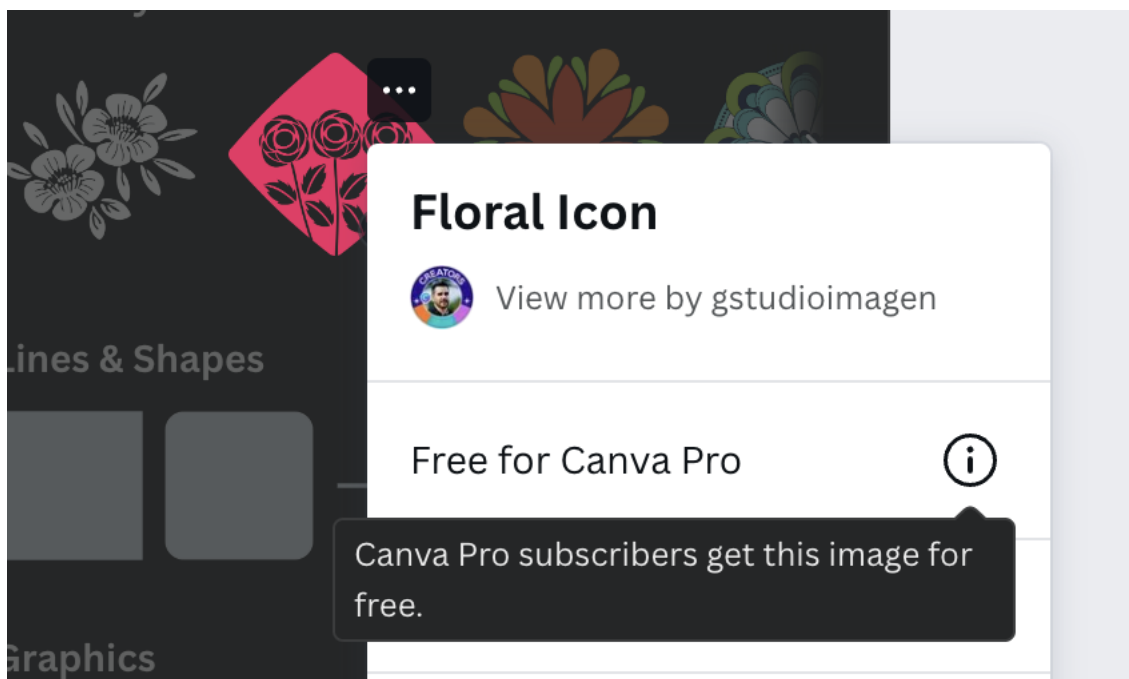 Floral Icon
CREATORS
View more by gstudioimagen
Lines & Shapes
Free for Canva Pro
Canva Pro subscribers get this image for
free.
Graphics